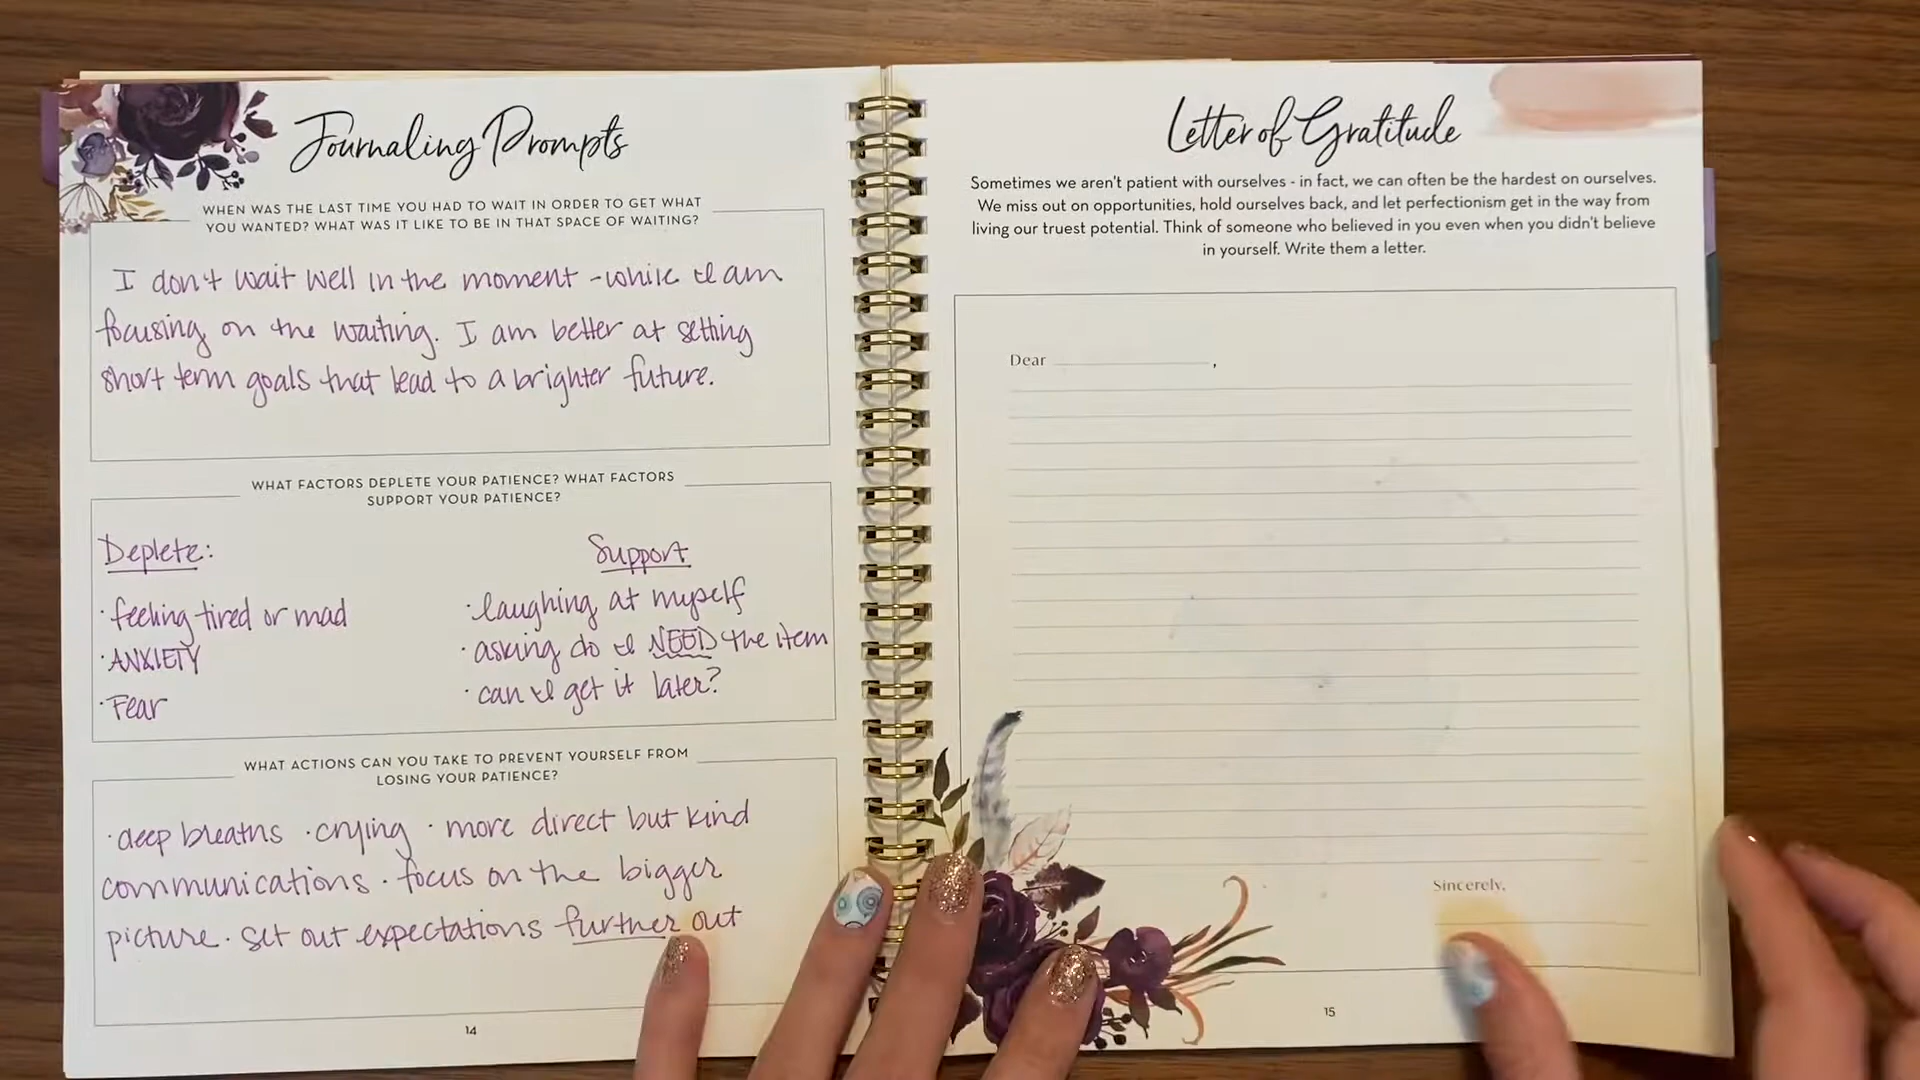 Journaling Prompts
WHEN WAS THE LAST TIME YOU HAD TO WAIT IN ORDER TO GET WHAT
YOU WANTED? WHAT WAS IT LIKE TO BE IN THAT SPACE OF WAITING?
I don't wait well in the moment - while I am
focusing on the waiting. I am better at setting
short term goals that lead to a brighter future.
WHAT FACTORS DEPLETE YOUR PATIENCE? WHAT FACTORS
SUPPORT YOUR PATIENCE?
Deplete:
· feeling tired or mad
· ANXIETY
· Fear
Support
· laughing at myself
· asking do I NEED the item
· can I get it later?
WHAT ACTIONS CAN YOU TAKE TO PREVENT YOURSELF FROM
LOSING YOUR PATIENCE?
· deep breaths · crying · more direct but kind
communications · focus on the bigger
picture · set out expectations further out
14
Letter of Gratitude
Sometimes we aren't patient with ourselves - in fact, we can often be the hardest on ourselves.
We miss out on opportunities, hold ourselves back, and let perfectionism get in the way from
living our truest potential. Think of someone who believed in you even when you didn't believe
in yourself. Write them a letter.
Dear ____________,
Sincerely,
15